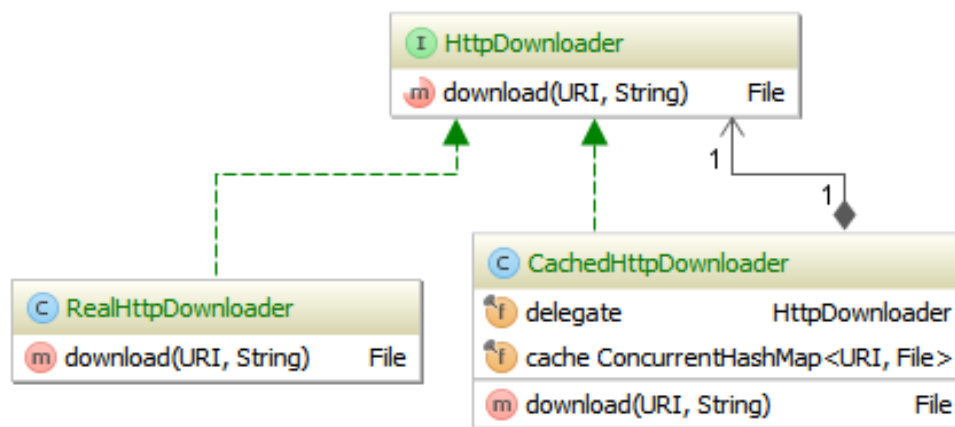 I HttpDownloader
m download(URI, String) File
1
1
C RealHttpDownloader
m download(URI, String) File
C CachedHttpDownloader
f delegate HttpDownloader
f cache ConcurrentHashMap<URI, File>
m download(URI, String) File